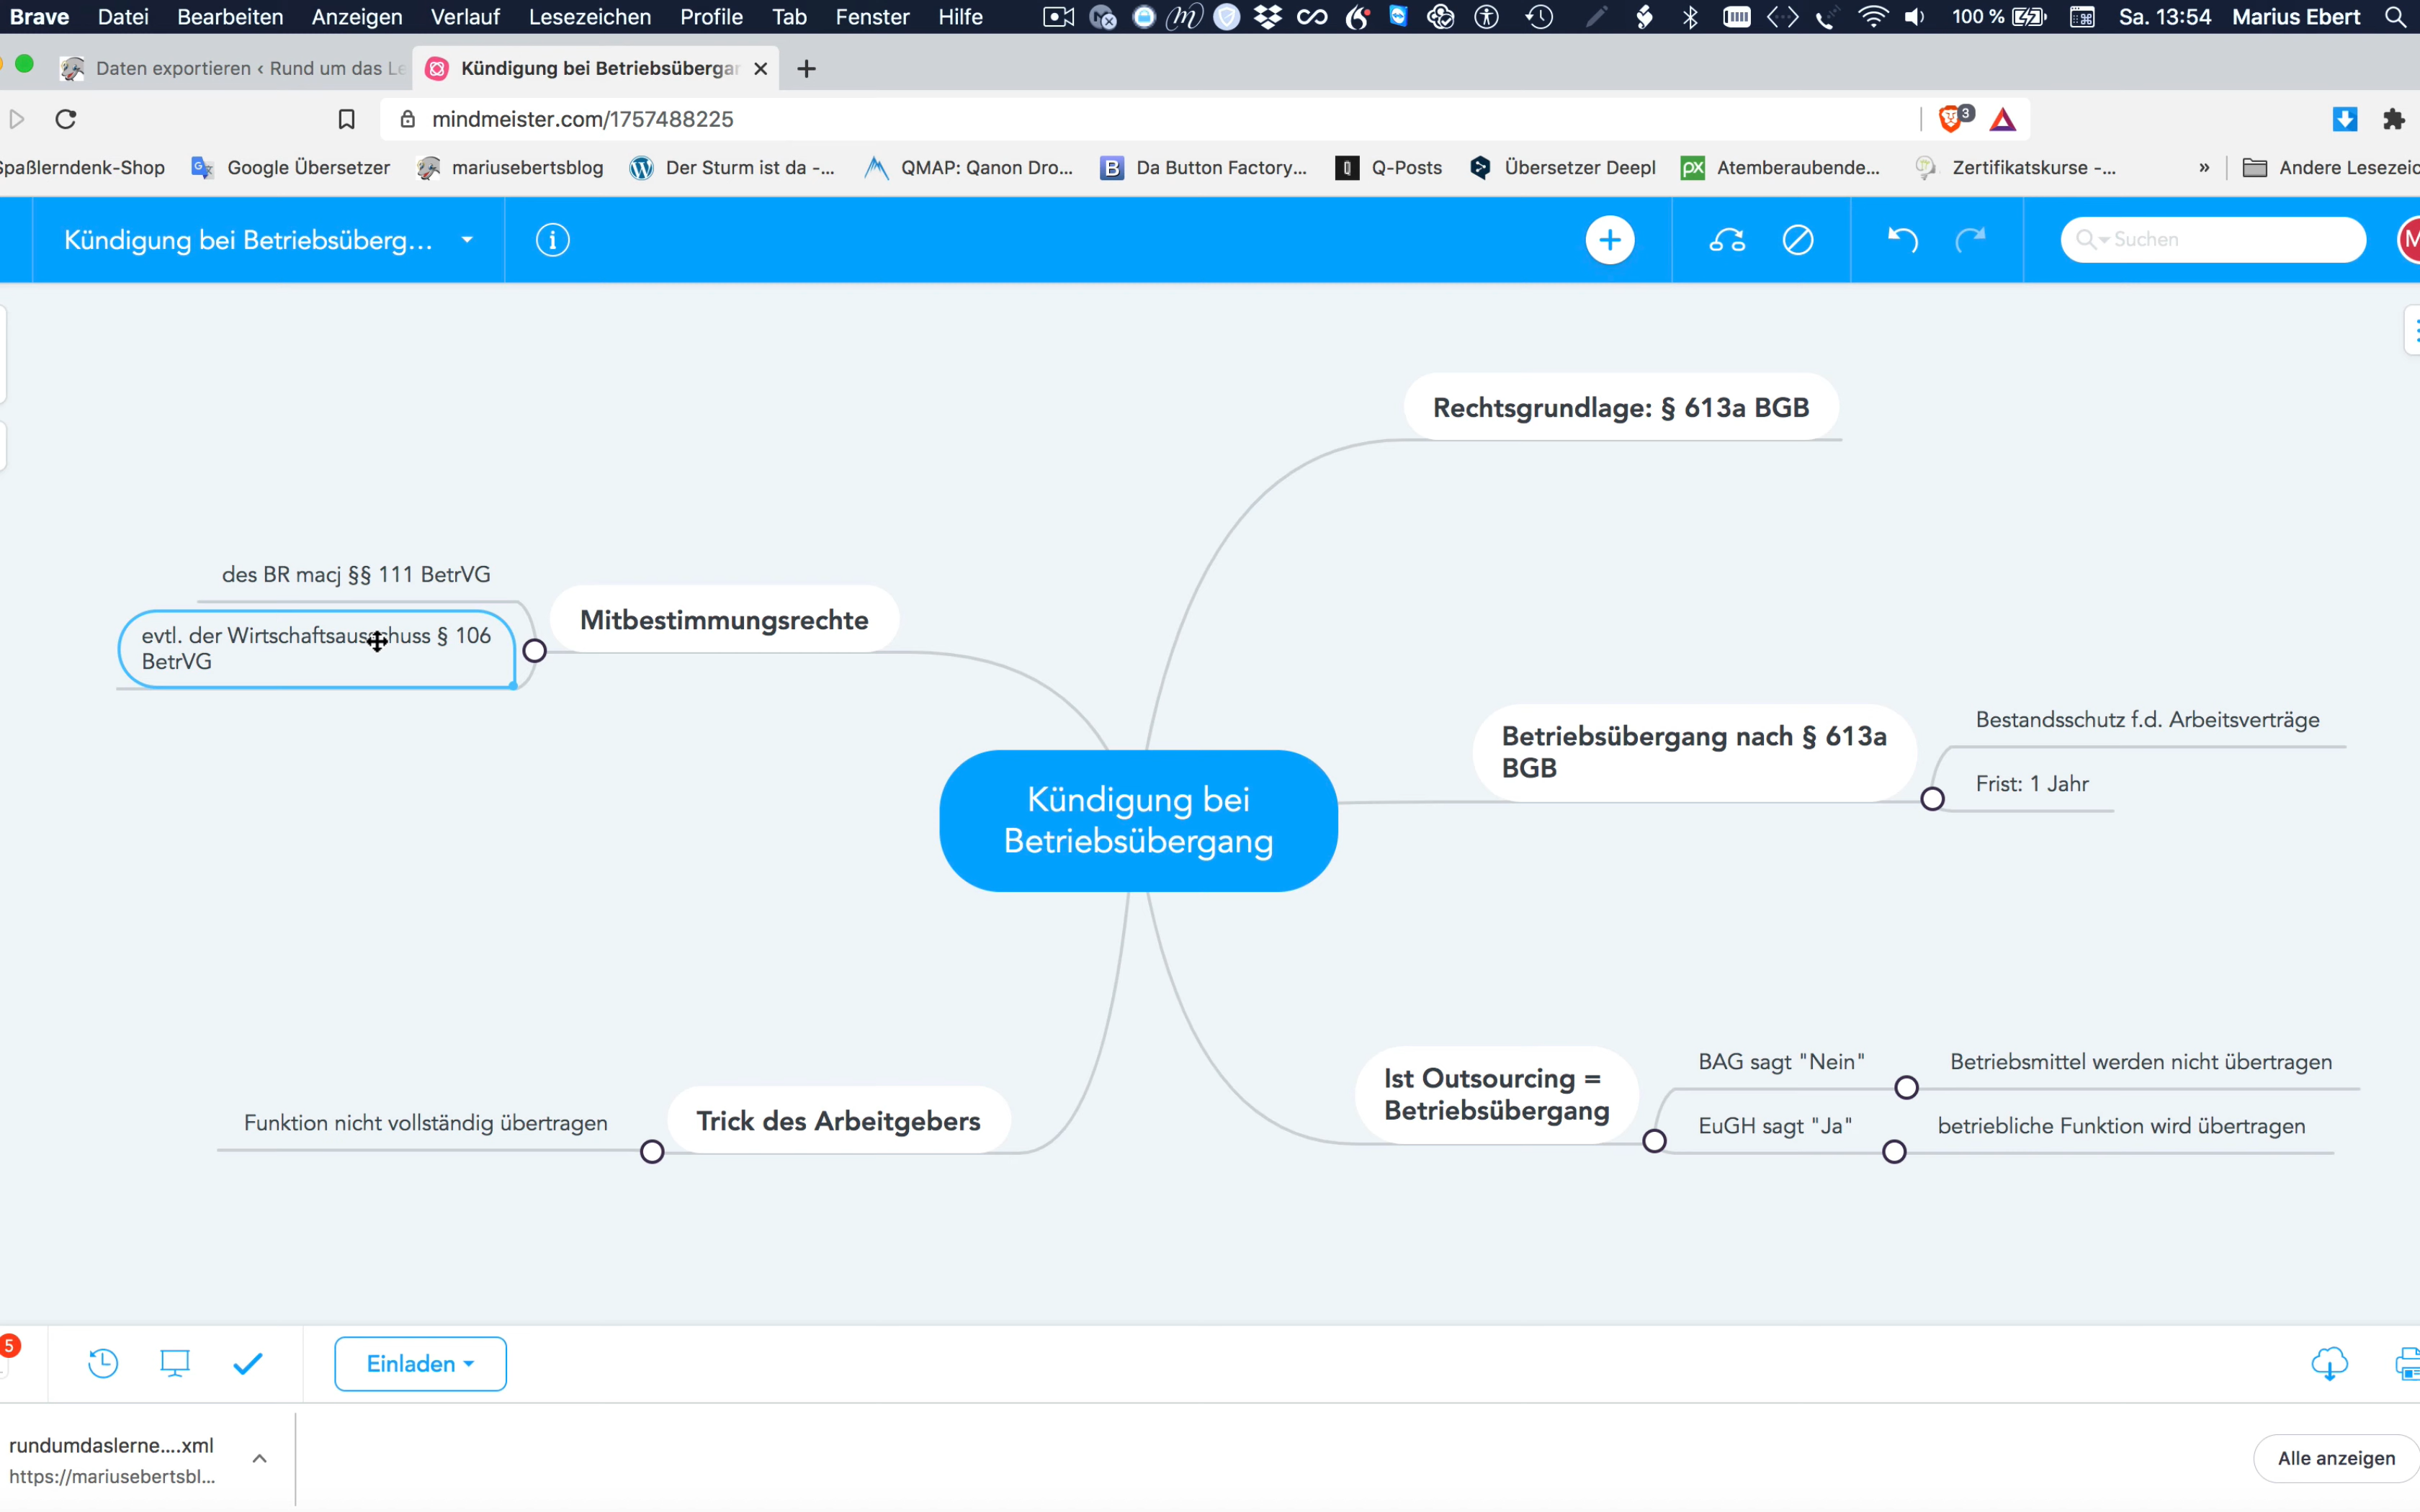 Brave Datei Bearbeiten Anzeigen Verlauf Lesezeichen Profile Tab Fenster Hilfe 100 % Sa. 13:54 Marius Ebert
Daten exportieren ‹ Rund um das Le
Kündigung bei Betriebsübergan
mindmeister.com/1757488225
3
Spaßlerndenk-Shop Google Übersetzer mariusebertsblog Der Sturm ist da -... QMAP: Qanon Dro... Da Button Factory... Q-Posts Übersetzer Deepl Atemberaubende... Zertifikatskurse -... » Andere Lesezeic
Kündigung bei Betriebsüberg...
Suchen
M
Rechtsgrundlage: § 613a BGB
des BR macj §§ 111 BetrVG
Mitbestimmungsrechte
evtl. der Wirtschaftsausschuss § 106
BetrVG
Betriebsübergang nach § 613a
BGB
Bestandsschutz f.d. Arbeitsverträge
Frist: 1 Jahr
Kündigung bei
Betriebsübergang
Ist Outsourcing =
Betriebsübergang
BAG sagt "Nein"
Betriebsmittel werden nicht übertragen
EuGH sagt "Ja"
betriebliche Funktion wird übertragen
Trick des Arbeitgebers
Funktion nicht vollständig übertragen
5
Einladen
rundumdaslerne....xml
https://mariusebertsbl...
Alle anzeigen